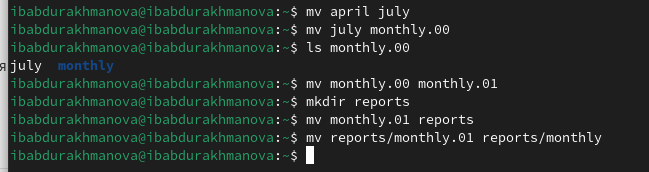 ibabdurakhmanova@ibabdurakhmanova:~$ mv april july
ibabdurakhmanova@ibabdurakhmanova:~$ mv july monthly.00
ibabdurakhmanova@ibabdurakhmanova:~$ ls monthly.00
july  monthly
ibabdurakhmanova@ibabdurakhmanova:~$ mv monthly.00 monthly.01
ibabdurakhmanova@ibabdurakhmanova:~$ mkdir reports
ibabdurakhmanova@ibabdurakhmanova:~$ mv monthly.01 reports
ibabdurakhmanova@ibabdurakhmanova:~$ mv reports/monthly.01 reports/monthly
ibabdurakhmanova@ibabdurakhmanova:~$